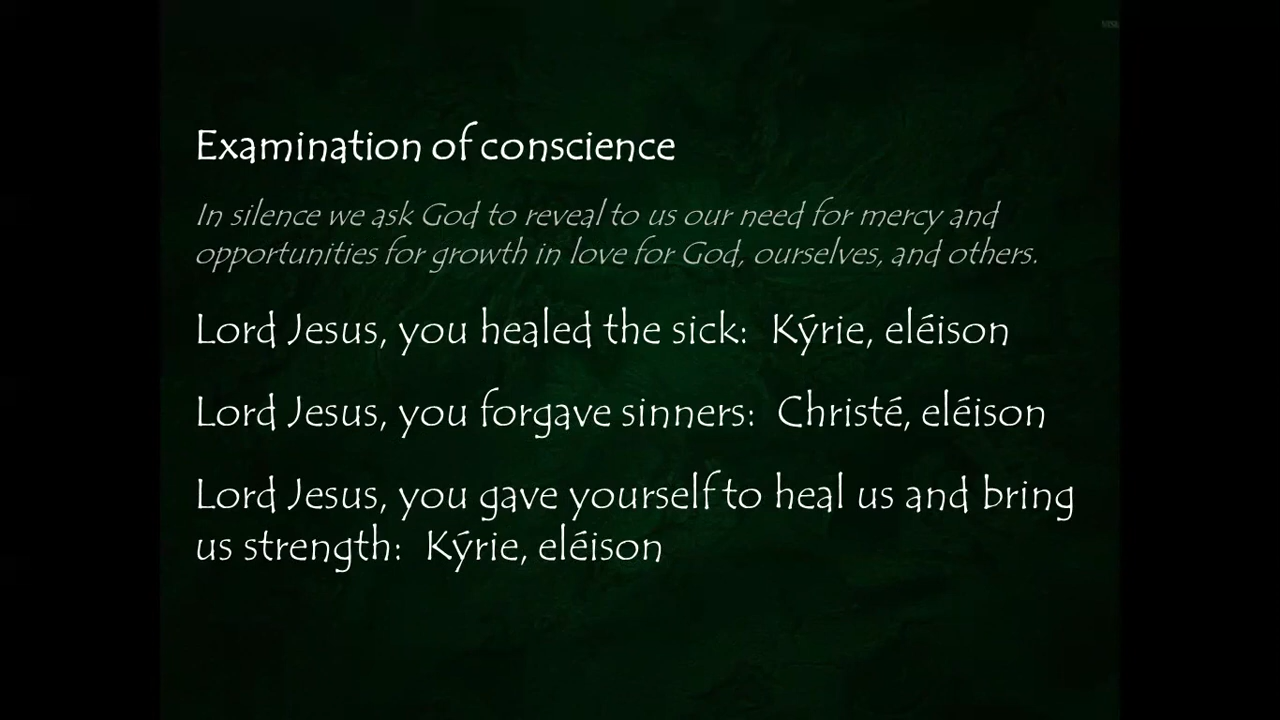 Examination of conscience
In silence we ask God to reveal to us our need for mercy and
opportunities for growth in love for God, ourselves, and others.
Lord Jesus, you healed the sick:  Kýrie, eléison
Lord Jesus, you forgave sinners:  Christé, eléison
Lord Jesus, you gave yourself to heal us and bring
us strength:  Kýrie, eléison